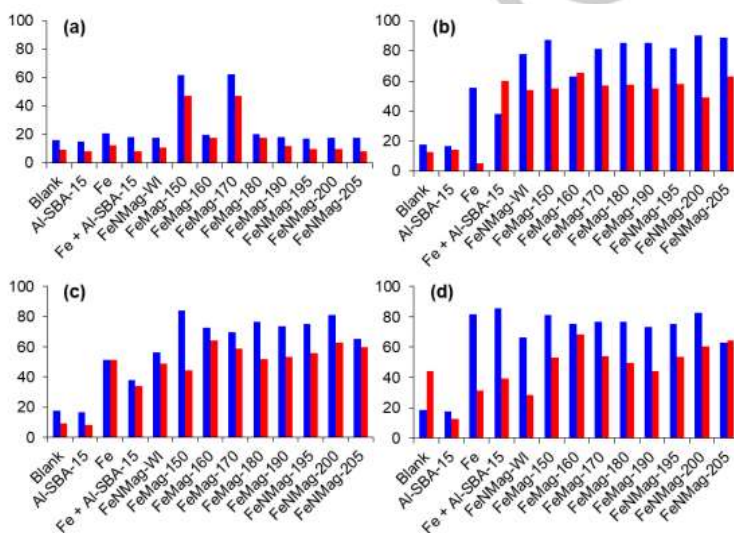 (a)
100
80
60
40
20
0
Blank
Al-SBA-15
Fe
Fe + Al-SBA-15
FeNMag-WI
FeMag-150
FeMag-160
FeMag-170
FeMag-180
FeMag-190
FeNMag-195
FeNMag-200
FeNMag-205
(b)
100
80
60
40
20
0
Blank
Al-SBA-15
Fe
Fe + Al-SBA-15
FeNMag-WI
FeMag-150
FeMag-160
FeMag-170
FeMag-180
FeMag-190
FeNMag-195
FeNMag-200
FeNMag-205
(c)
100
80
60
40
20
0
Blank
Al-SBA-15
Fe
Fe + Al-SBA-15
FeNMag-WI
FeMag-150
FeMag-160
FeMag-170
FeMag-180
FeMag-190
FeNMag-195
FeNMag-200
FeNMag-205
(d)
100
80
60
40
20
0
Blank
Al-SBA-15
Fe
Fe + Al-SBA-15
FeNMag-WI
FeMag-150
FeMag-160
FeMag-170
FeMag-180
FeMag-190
FeNMag-195
FeNMag-200
FeNMag-205